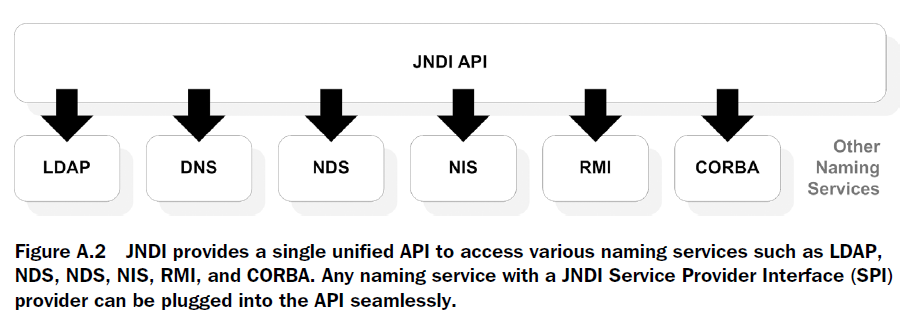 JNDI API
LDAP
DNS
NDS
NIS
RMI
CORBA
Other
Naming
Services
Figure A.2 JNDI provides a single unified API to access various naming services such as LDAP,
NDS, NDS, NIS, RMI, and CORBA. Any naming service with a JNDI Service Provider Interface (SPI)
provider can be plugged into the API seamlessly.